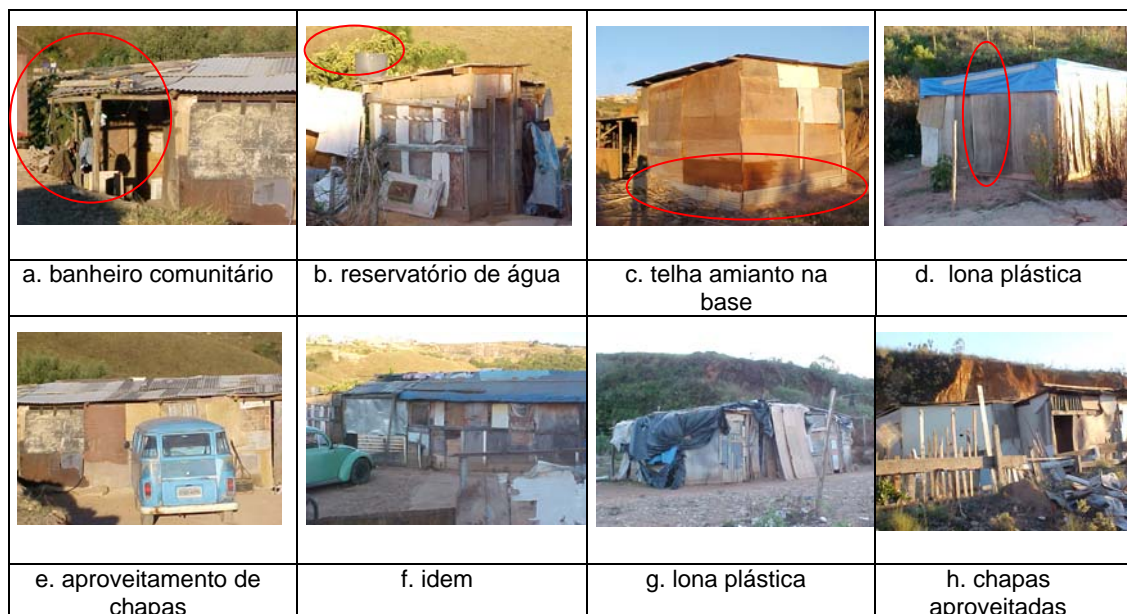 a. banheiro comunitário
b. reservatório de água
c. telha amianto na
base
d. lona plástica
e. aproveitamento de
chapas
f. idem
g. lona plástica
h. chapas
aproveitadas